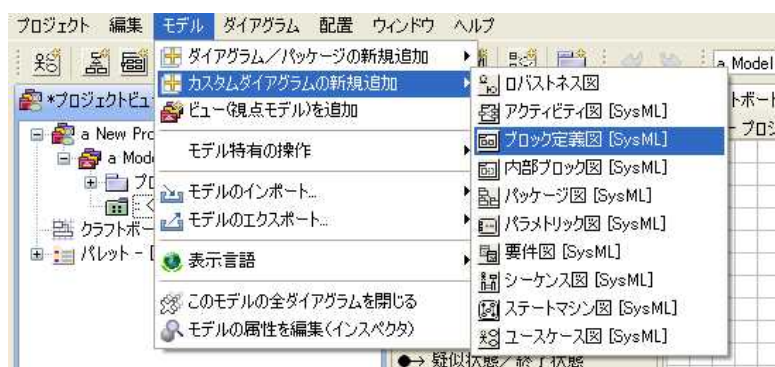 プロジェクト 編集 モデル ダイアグラム 配置 ウィンドウ ヘルプ
a Model
*プロジェクトビュ
a New Pro
a Mode
プロ
クラフトボー
パレット -
ダイアグラム／パッケージの新規追加
カスタムダイアグラムの新規追加
ビュー(視点モデル)を追加
モデル特有の操作
モデルのインポート...
モデルのエクスポート...
表示言語
このモデルの全ダイアグラムを閉じる
モデルの属性を編集(インスペクタ)
ロバストネス図
アクティビティ図 [SysML]
ブロック定義図 [SysML]
内部ブロック図 [SysML]
パッケージ図 [SysML]
パラメトリック図 [SysML]
要件図 [SysML]
シーケンス図 [SysML]
ステートマシン図 [SysML]
ユースケース図 [SysML]
トボート
- プロジ
疑似状態／終了状態